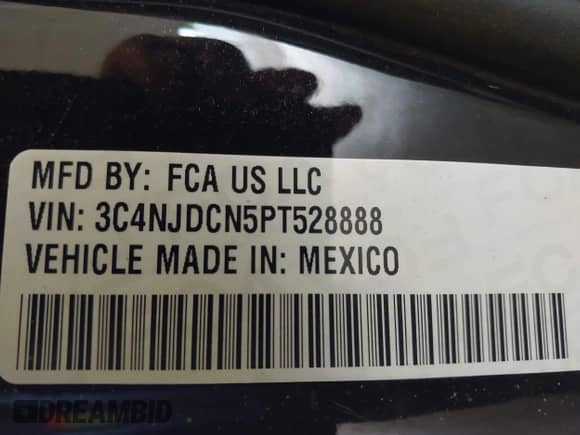 MFD BY: FCA US LLC
VIN: 3C4NJDCN5PT528888
VEHICLE MADE IN: MEXICO
DREAMBID